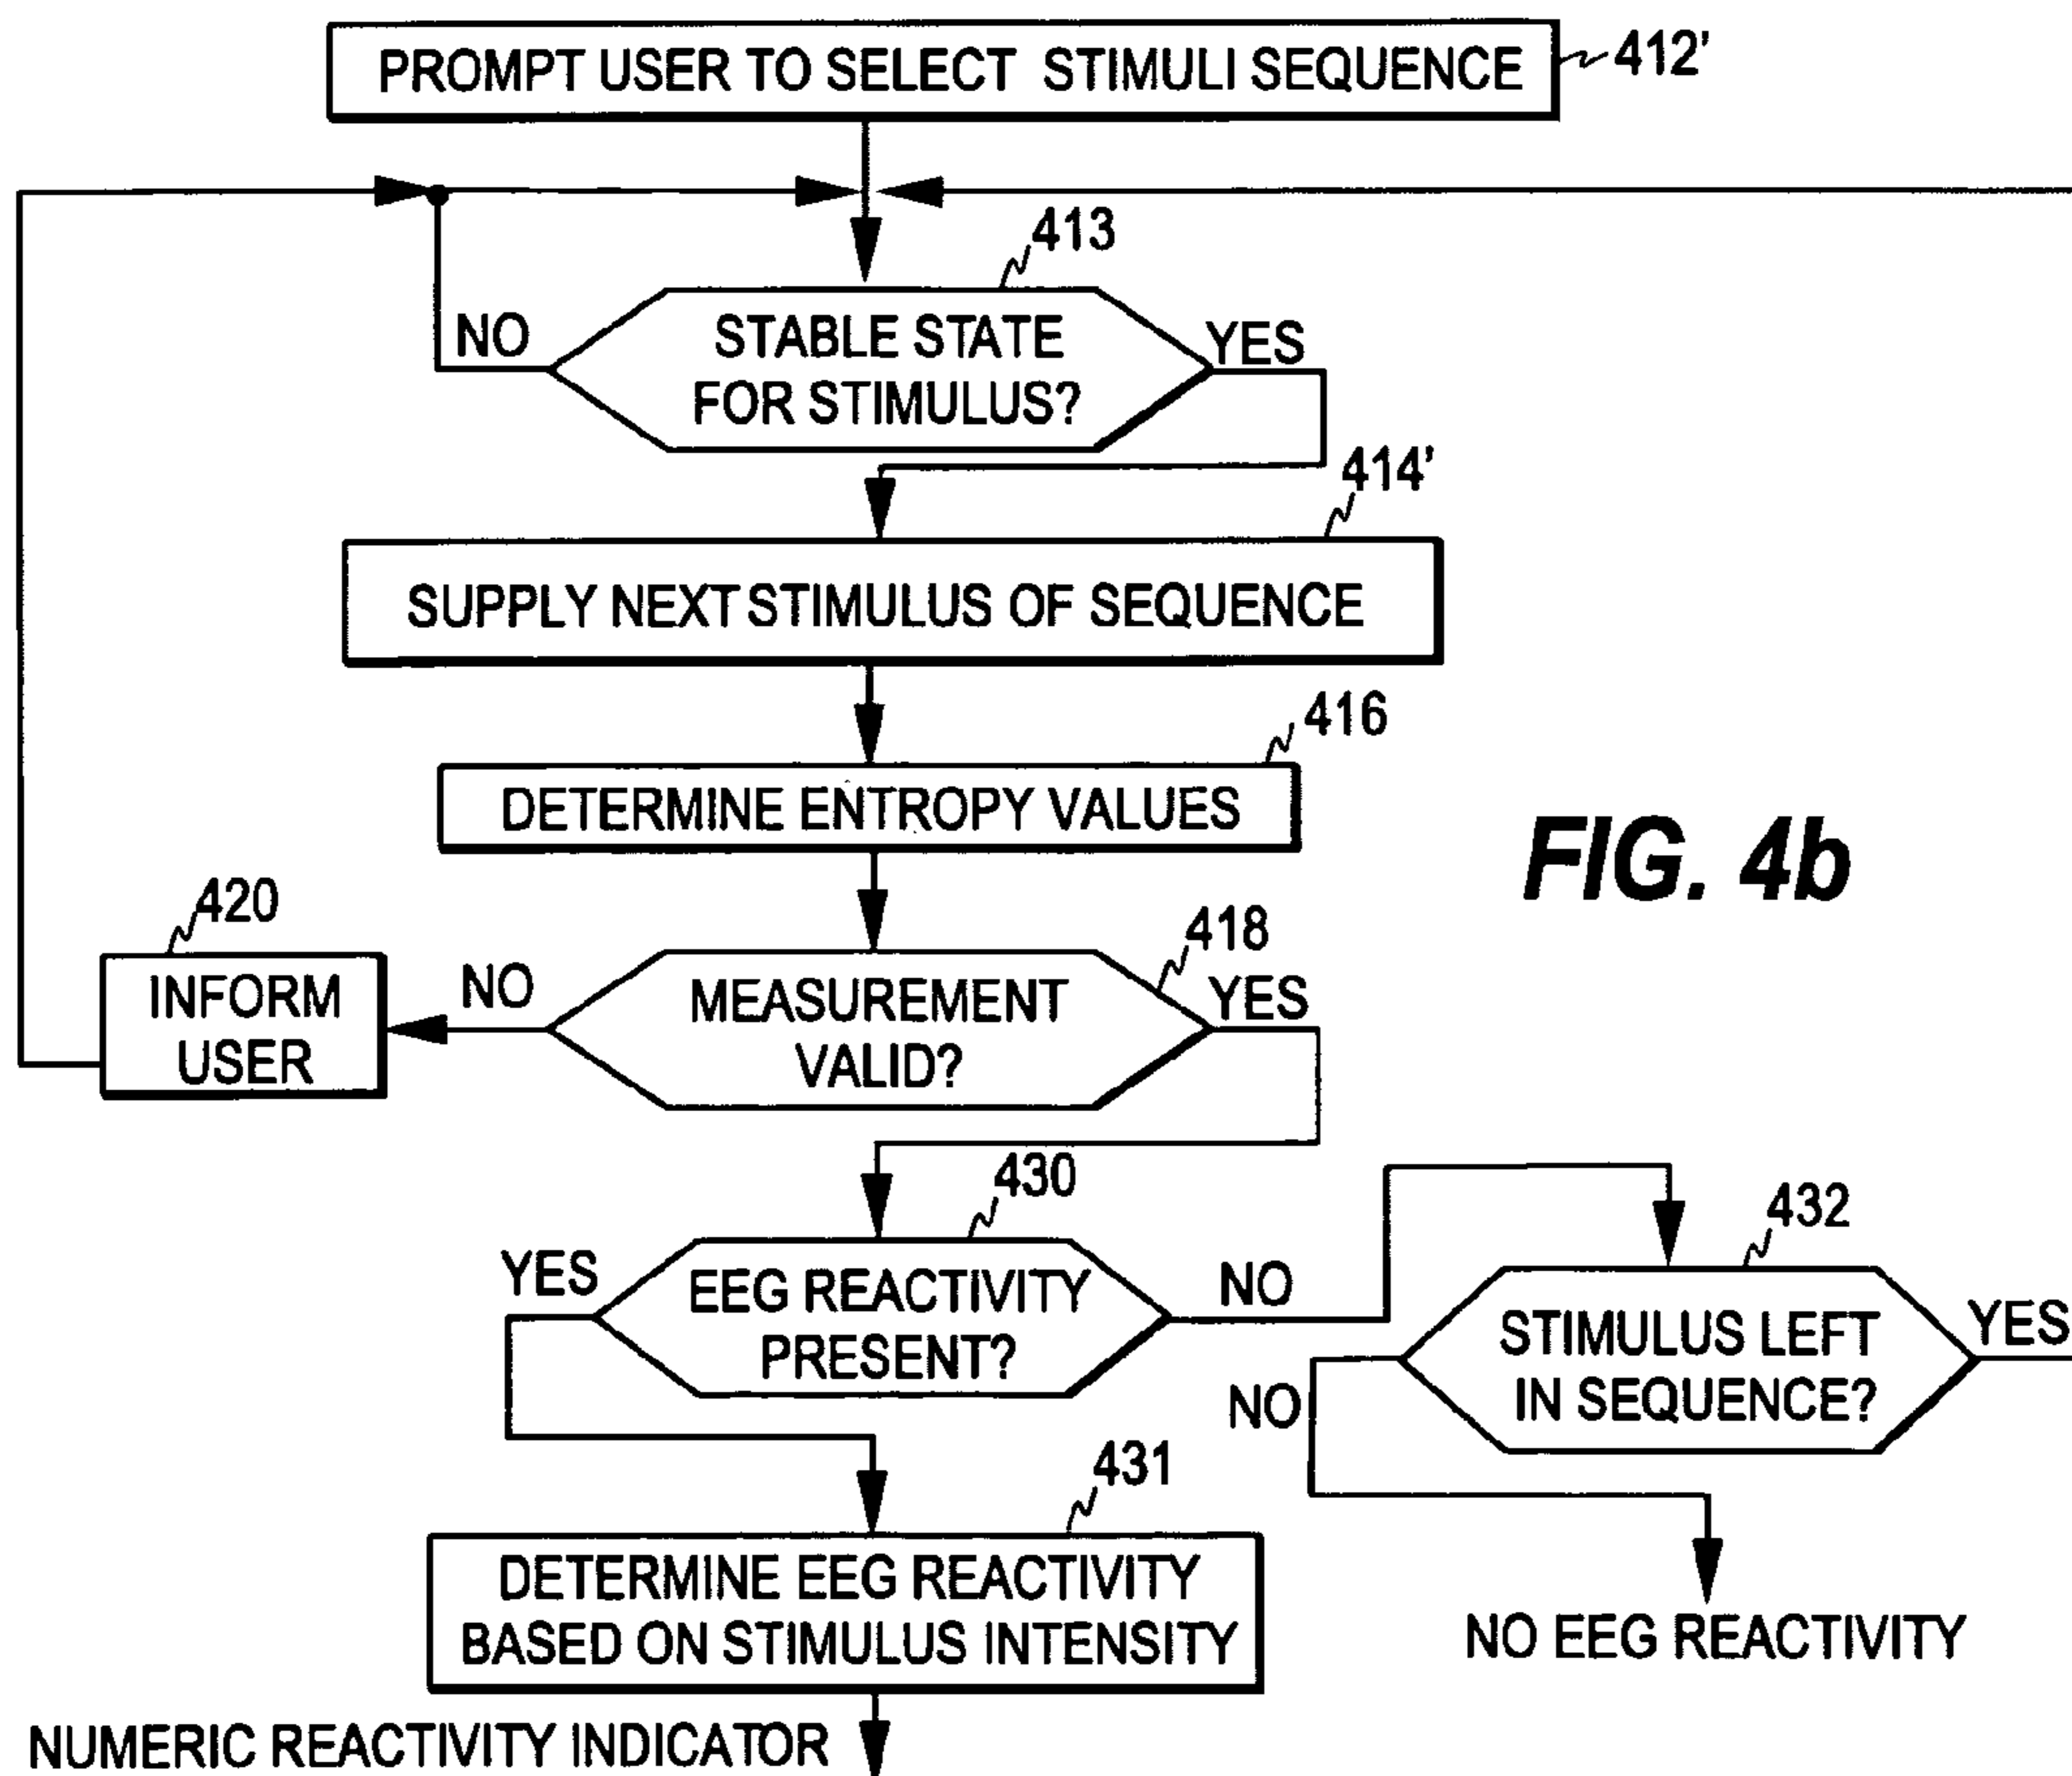 PROMPT USER TO SELECT STIMULI SEQUENCE
412'
413
NO
STABLE STATE
FOR STIMULUS?
YES
414'
SUPPLY NEXT STIMULUS OF SEQUENCE
416
DETERMINE ENTROPY VALUES
FIG. 4b
420
INFORM
USER
NO
418
MEASUREMENT
VALID?
YES
430
YES
EEG REACTIVITY
PRESENT?
NO
432
STIMULUS LEFT
IN SEQUENCE?
YES
NO
431
DETERMINE EEG REACTIVITY
BASED ON STIMULUS INTENSITY
NO EEG REACTIVITY
NUMERIC REACTIVITY INDICATOR